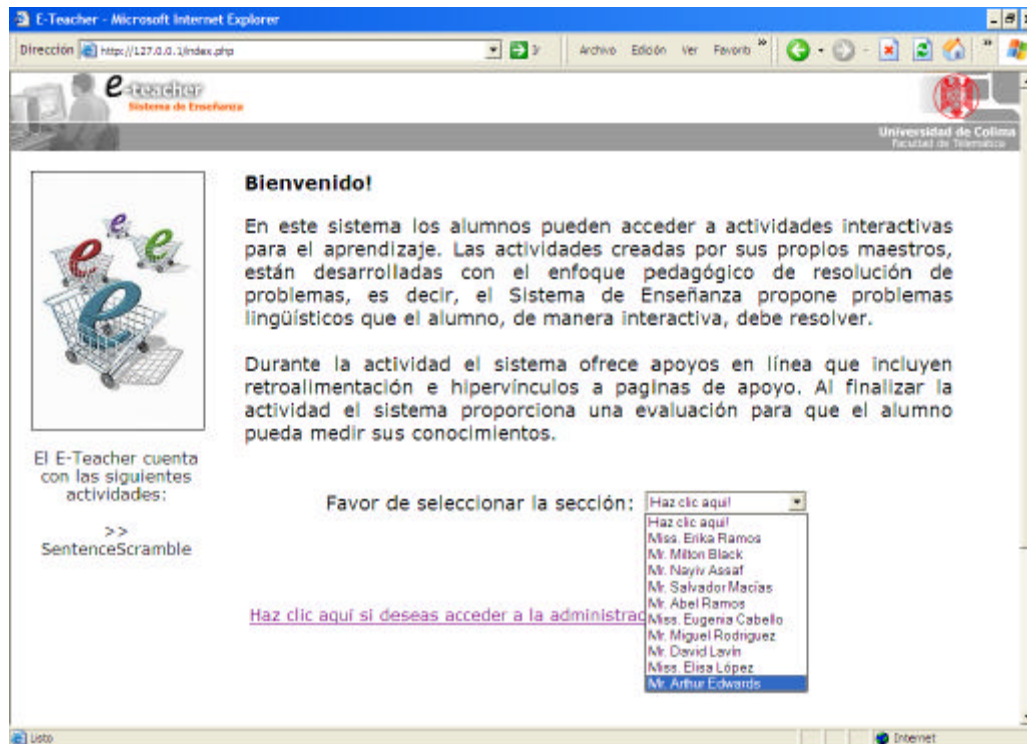 E-Teacher - Microsoft Internet Explorer
Dirección http://127.0.0.1/index.php Ir Archivo Edición Ver Favorito
e-teacher
Sistema de Enseñanza
Universidad de Colima
Facultad de Telemática
Bienvenido!
En este sistema los alumnos pueden acceder a actividades interactivas
para el aprendizaje. Las actividades creadas por sus propios maestros,
están desarrolladas con el enfoque pedagógico de resolución de
problemas, es decir, el Sistema de Enseñanza propone problemas
lingüísticos que el alumno, de manera interactiva, debe resolver.
Durante la actividad el sistema ofrece apoyos en línea que incluyen
retroalimentación e hipervínculos a paginas de apoyo. Al finalizar la
actividad el sistema proporciona una evaluación para que el alumno
pueda medir sus conocimientos.
e
e
e
e
El E-Teacher cuenta
con las siguientes
actividades:
>>
SentenceScramble
Favor de seleccionar la sección: Haz clic aqui!
Haz clic aqui!
Miss. Erika Ramos
Mr. Milton Black
Mr. Nayiv Assaf
Mr. Salvador Macías
Mr. Abel Ramos
Miss. Eugenia Cabello
Mr. Miguel Rodriguez
Mr. David Lavín
Miss. Elisa López
Mr. Arthur Edwards
Haz clic aquí si deseas acceder a la administrac
Listo Internet